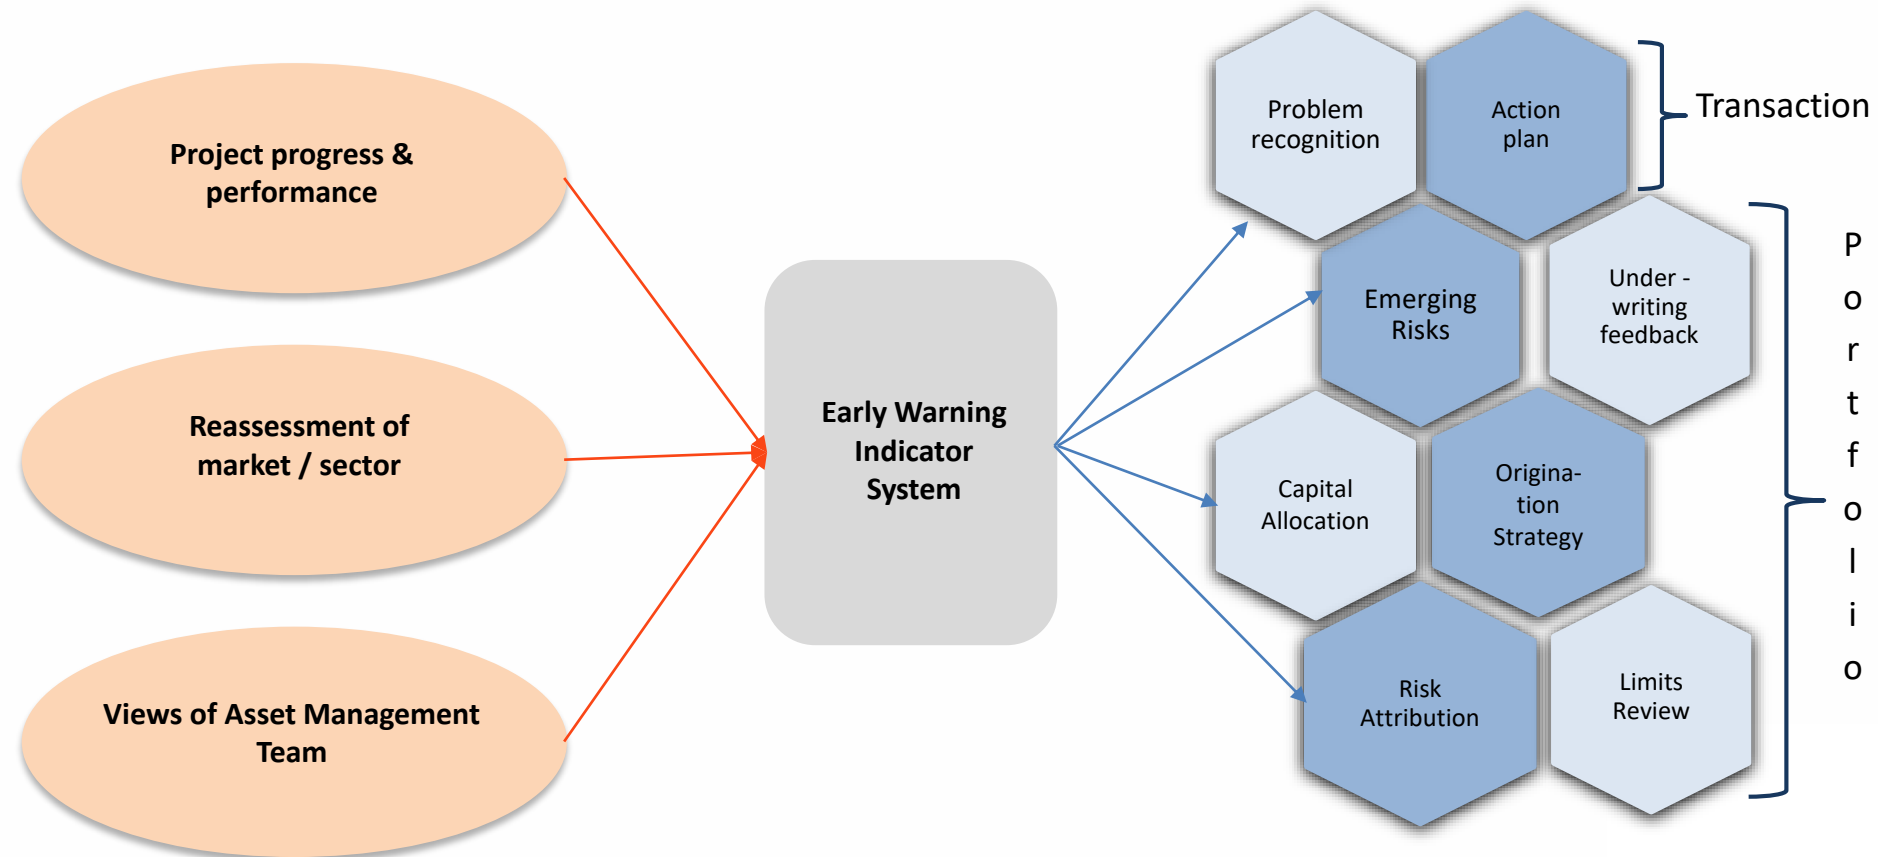 Project progress &
performance
Reassessment of
market / sector
Views of Asset Management
Team
Early Warning
Indicator
System
Problem
recognition
Action
plan
Transaction
Emerging
Risks
Under -
writing
feedback
Capital
Allocation
Origina-
tion
Strategy
Risk
Attribution
Limits
Review
P
o
r
t
f
o
l
i
o